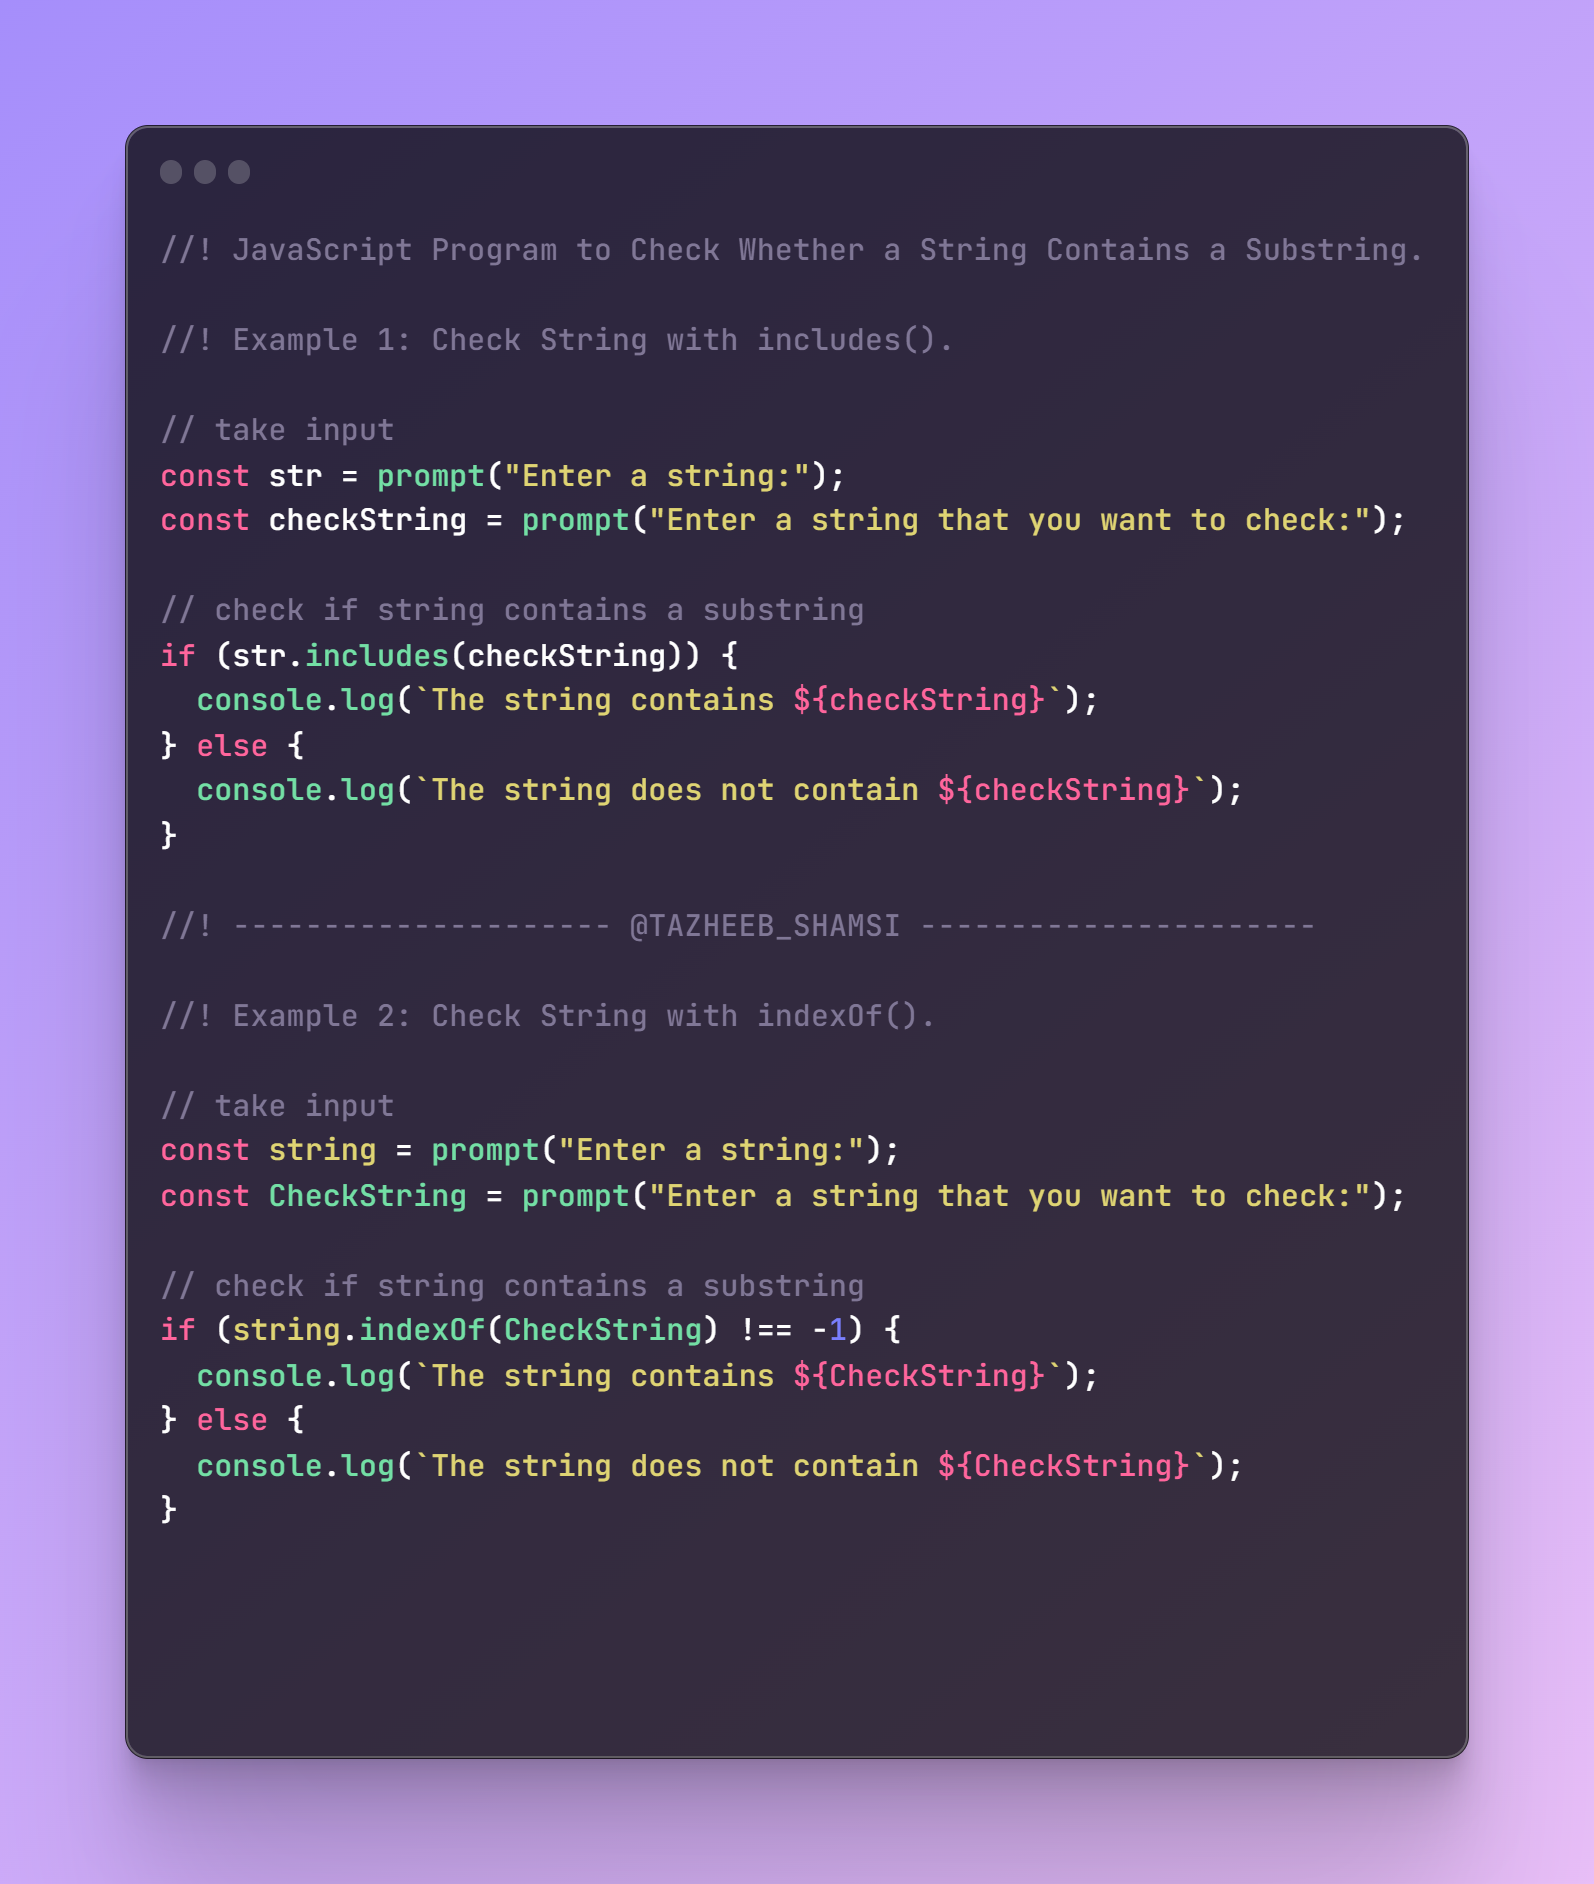 //! JavaScript Program to Check Whether a String Contains a Substring.
//! Example 1: Check String with includes().
// take input
const str = prompt("Enter a string:");
const checkString = prompt("Enter a string that you want to check:");
// check if string contains a substring
if (str.includes(checkString)) {
  console.log(`The string contains ${checkString}`);
} else {
  console.log(`The string does not contain ${checkString}`);
}
//! --------------------- @TAZHEEB_SHAMSI ----------------------
//! Example 2: Check String with indexOf().
// take input
const string = prompt("Enter a string:");
const CheckString = prompt("Enter a string that you want to check:");
// check if string contains a substring
if (string.indexOf(CheckString) !== -1) {
  console.log(`The string contains ${CheckString}`);
} else {
  console.log(`The string does not contain ${CheckString}`);
}